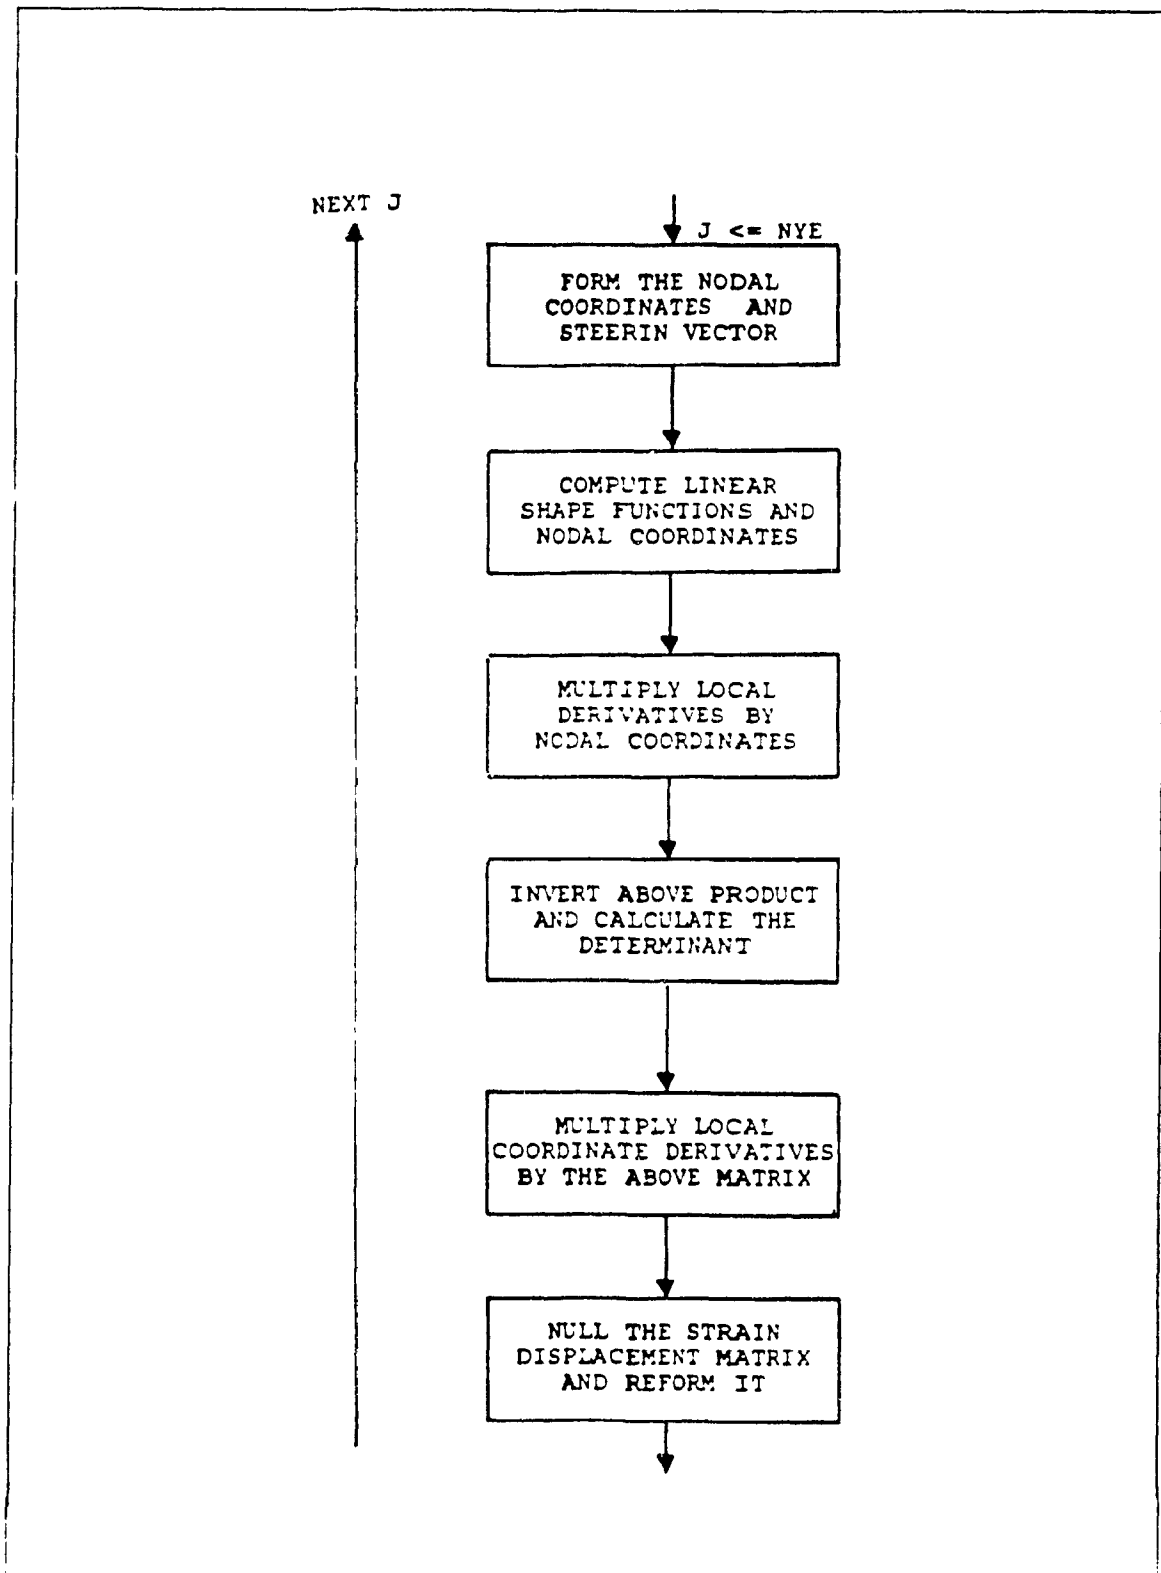 NEXT J
J <= NYE
FORM THE NODAL
COORDINATES AND
STEERIN VECTOR
COMPUTE LINEAR
SHAPE FUNCTIONS AND
NODAL COORDINATES
MULTIPLY LOCAL
DERIVATIVES BY
NODAL COORDINATES
INVERT ABOVE PRODUCT
AND CALCULATE THE
DETERMINANT
MULTIPLY LOCAL
COORDINATE DERIVATIVES
BY THE ABOVE MATRIX
NULL THE STRAIN
DISPLACEMENT MATRIX
AND REFORM IT